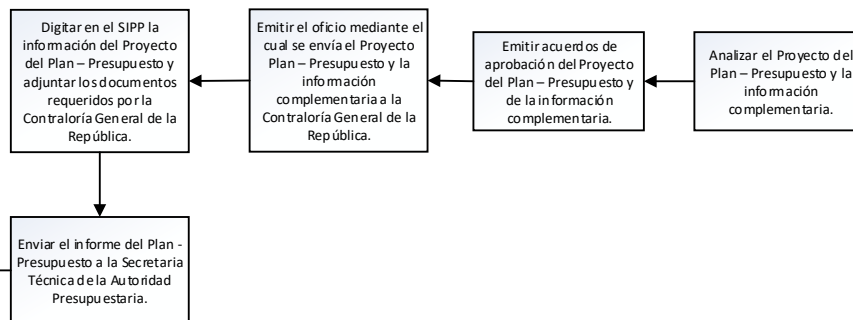 Digitar en el SIPP la
información del Proyecto
del Plan – Presupuesto y
adjuntar los documentos
requeridos por la
Contraloría General de la
República.
Emitir el oficio mediante el
cual se envía el Proyecto
Plan – Presupuesto y la
información
complementaria a la
Contraloría General de la
República.
Emitir acuerdos de
aprobación del Proyecto
del Plan – Presupuesto y
de la información
complementaria.
Analizar el Proyecto del
Plan – Presupuesto y la
información
complementaria.
Enviar el informe del Plan -
Presupuesto a la Secretaria
Técnica de la Autoridad
Presupuestaria.